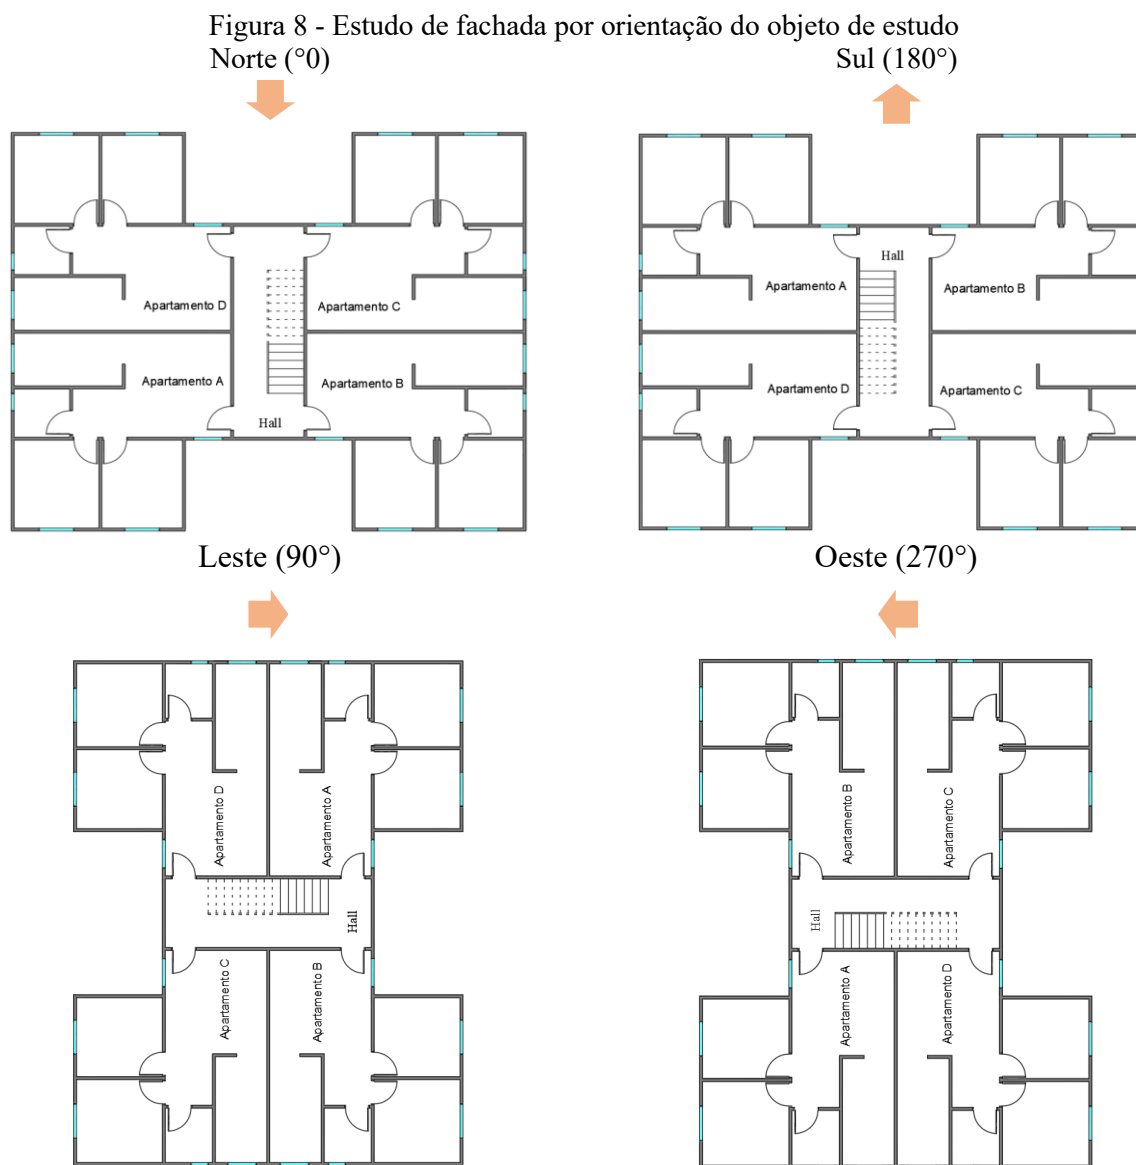 Figura 8 - Estudo de fachada por orientação do objeto de estudo
Norte (°0)
Sul (180°)
Apartamento D
Apartamento C
Apartamento A
Apartamento B
Hall
Hall
Apartamento A
Apartamento B
Apartamento D
Apartamento C
Leste (90°)
Oeste (270°)
Apartamento D
Apartamento A
Hall
Apartamento C
Apartamento B
Apartamento B
Apartamento C
Hall
Apartamento A
Apartamento D